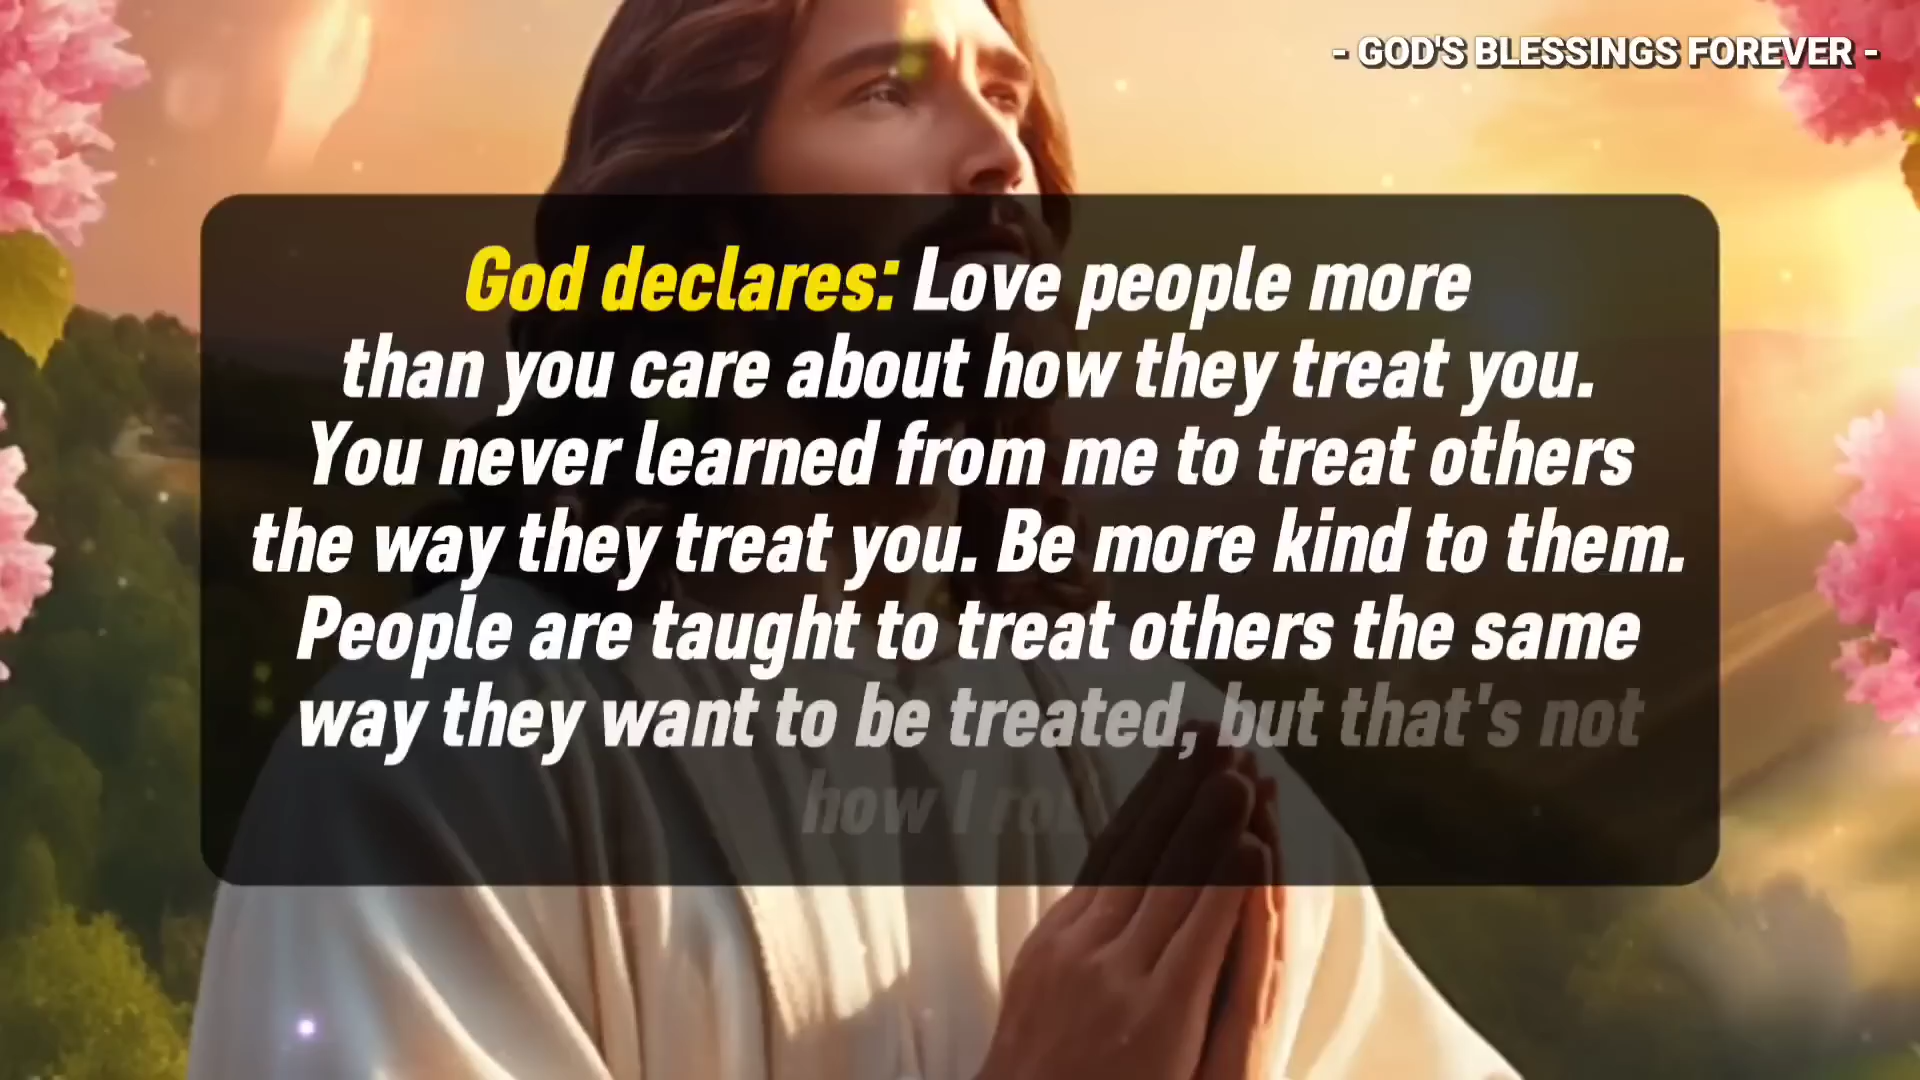 - GOD'S BLESSINGS FOREVER -
God declares: Love people more
than you care about how they treat you.
You never learned from me to treat others
the way they treat you. Be more kind to them.
People are taught to treat others the same
way they want to be treated, but that's not
how I